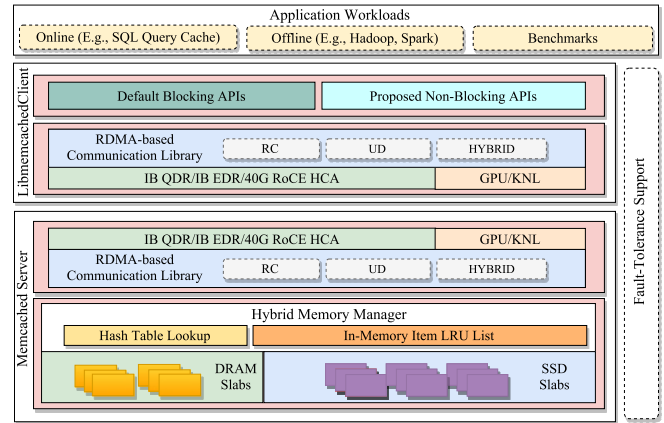 Application Workloads
Online (E.g., SQL Query Cache)
Offline (E.g., Hadoop, Spark)
Benchmarks
LibmemcachedClient
Default Blocking APIs
Proposed Non-Blocking APIs
RDMA-based
Communication Library
RC
UD
HYBRID
IB QDR/IB EDR/40G RoCE HCA
GPU/KNL
Memcached Server
IB QDR/IB EDR/40G RoCE HCA
GPU/KNL
RDMA-based
Communication Library
RC
UD
HYBRID
Hybrid Memory Manager
Hash Table Lookup
In-Memory Item LRU List
DRAM
Slabs
SSD
Slabs
Fault-Tolerance Support